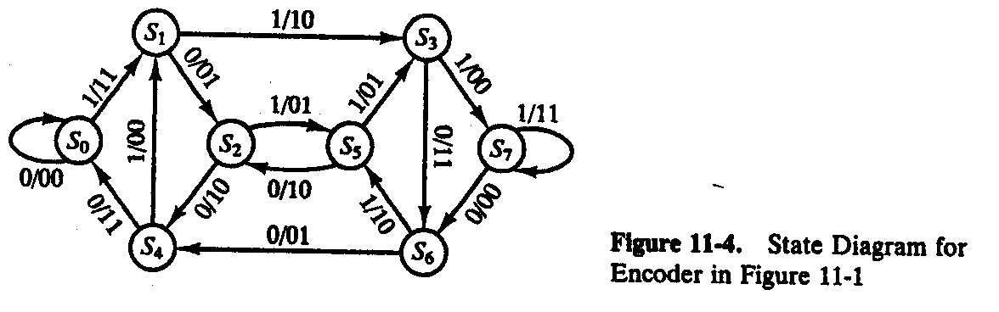 1/10
S1 S3
0/01 1/00
1/11 1/01
1/01 1/11
S0 1/00 S2 S5 0/11 S7
0/00 0/10
0/11 0/10 1/10 0/00
0/01
S4 S6
Figure 11-4. State Diagram for
Encoder in Figure 11-1